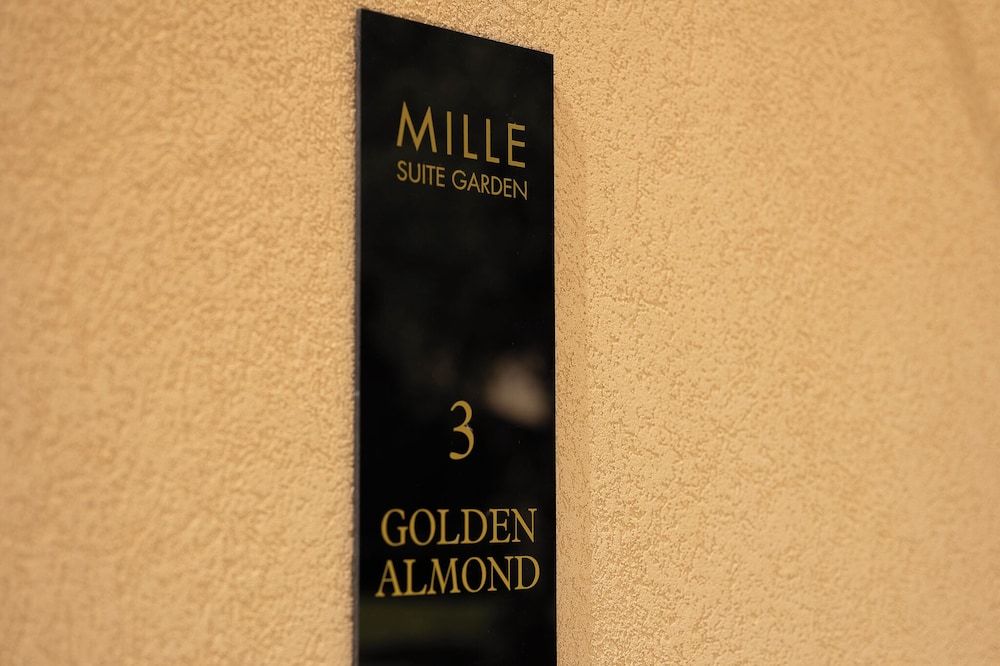 MILLE
SUITE GARDEN
3
GOLDEN
ALMOND